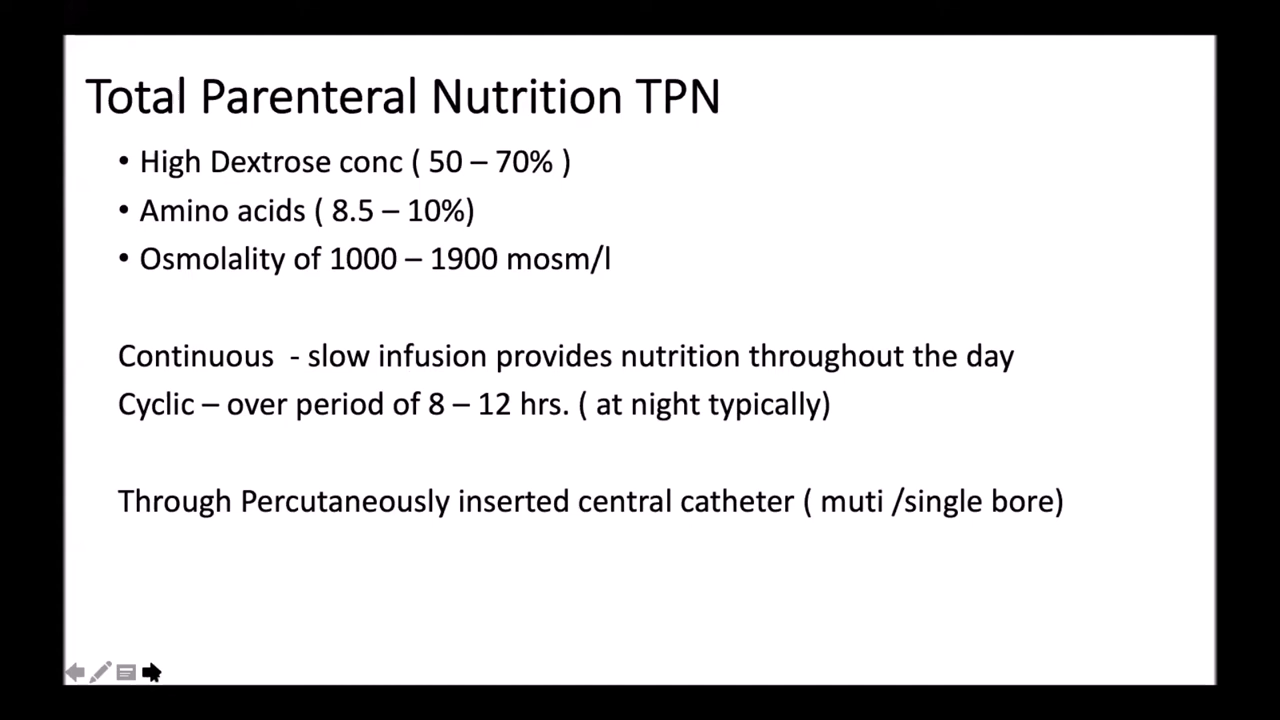 Total Parenteral Nutrition TPN
• High Dextrose conc ( 50 – 70% )
• Amino acids ( 8.5 – 10%)
• Osmolality of 1000 – 1900 mosm/l
Continuous  - slow infusion provides nutrition throughout the day
Cyclic – over period of 8 – 12 hrs. ( at night typically)
Through Percutaneously inserted central catheter ( muti /single bore)